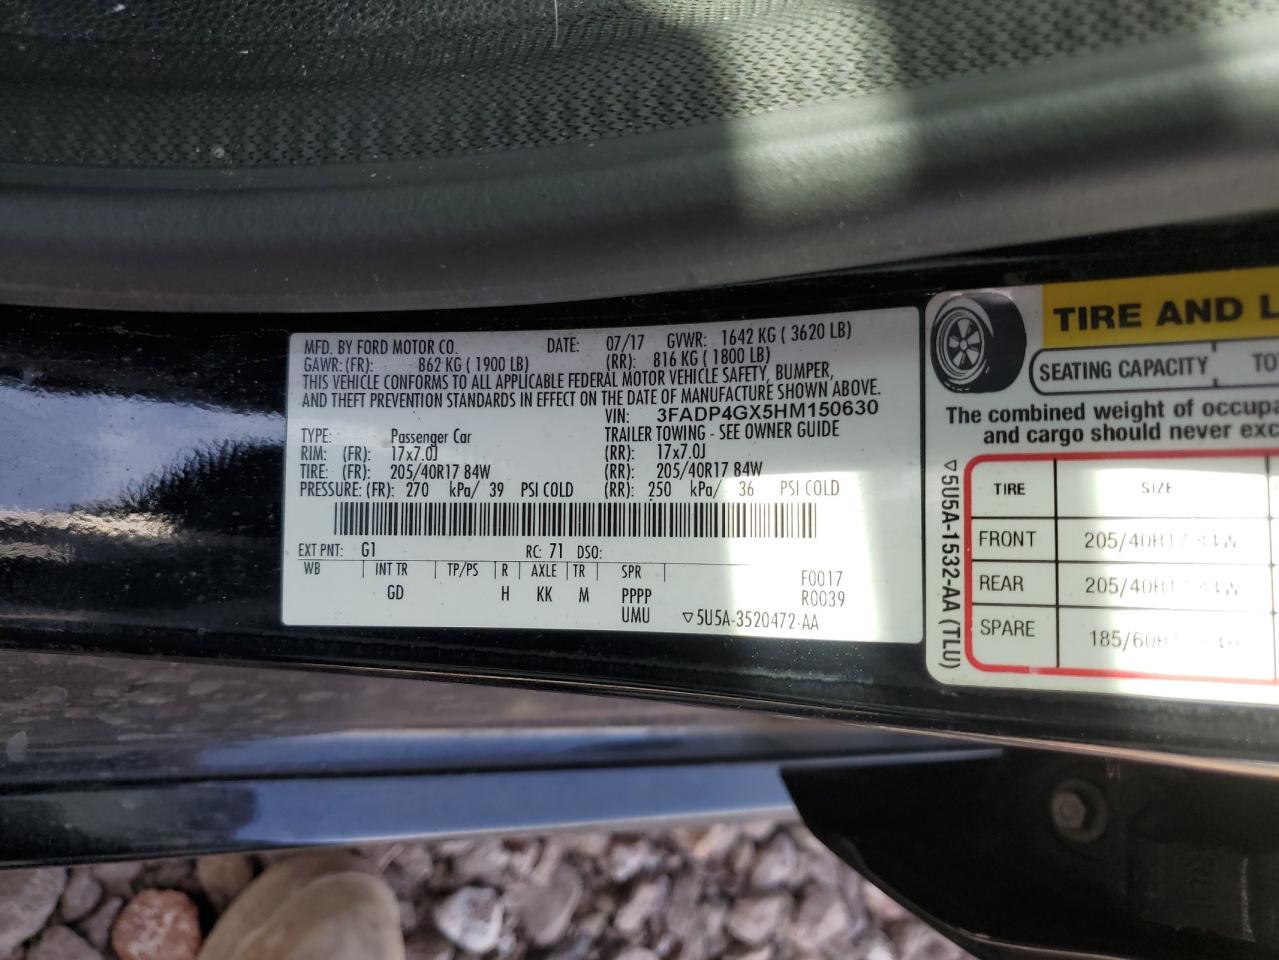 MFD. BY FORD MOTOR CO. DATE: 07/17 GVWR: 1642 KG ( 3620 LB)
GAWR: (FR): 862 KG ( 1900 LB) (RR): 816 KG ( 1800 LB)
THIS VEHICLE CONFORMS TO ALL APPLICABLE FEDERAL MOTOR VEHICLE SAFETY, BUMPER,
AND THEFT PREVENTION STANDARDS IN EFFECT ON THE DATE OF MANUFACTURE SHOWN ABOVE.
VIN: 3FADP4GX5HM150630
TYPE: Passenger Car TRAILER TOWING - SEE OWNER GUIDE
RIM: (FR): 17x7.0J (RR): 17x7.0J
TIRE: (FR): 205/40R17 84W (RR): 205/40R17 84W
PRESSURE: (FR): 270 kPa/ 39 PSI COLD (RR): 250 kPa/ 36 PSI COLD
EXT PNT: G1 RC: 71 DSO:
WB INT TR TP/PS R AXLE TR SPR F0017
GD H KK M PPPP R0039
UMU ▽5U5A-3520472-AA
TIRE AND L
SEATING CAPACITY TO
The combined weight of occupa
and cargo should never exc
▽5U5A-1532-AA (TLU)
TIRE SIZE
FRONT 205/40R17
REAR 205/40R17
SPARE